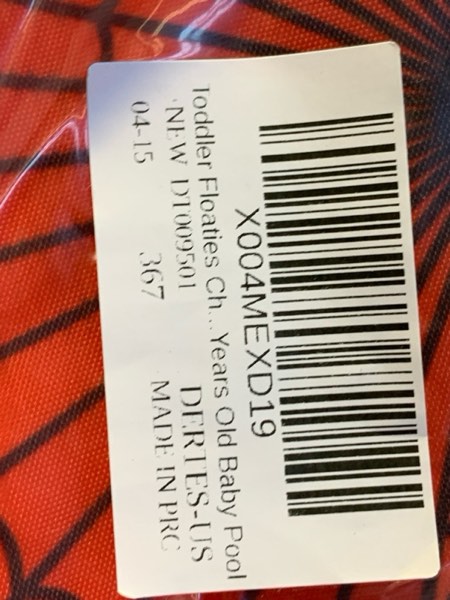 X004MEXD19
Toddler Floaties Ch...Years Old Baby Pool
NEW DT009501 DERTES-US
04-15 367 MADE IN PRC